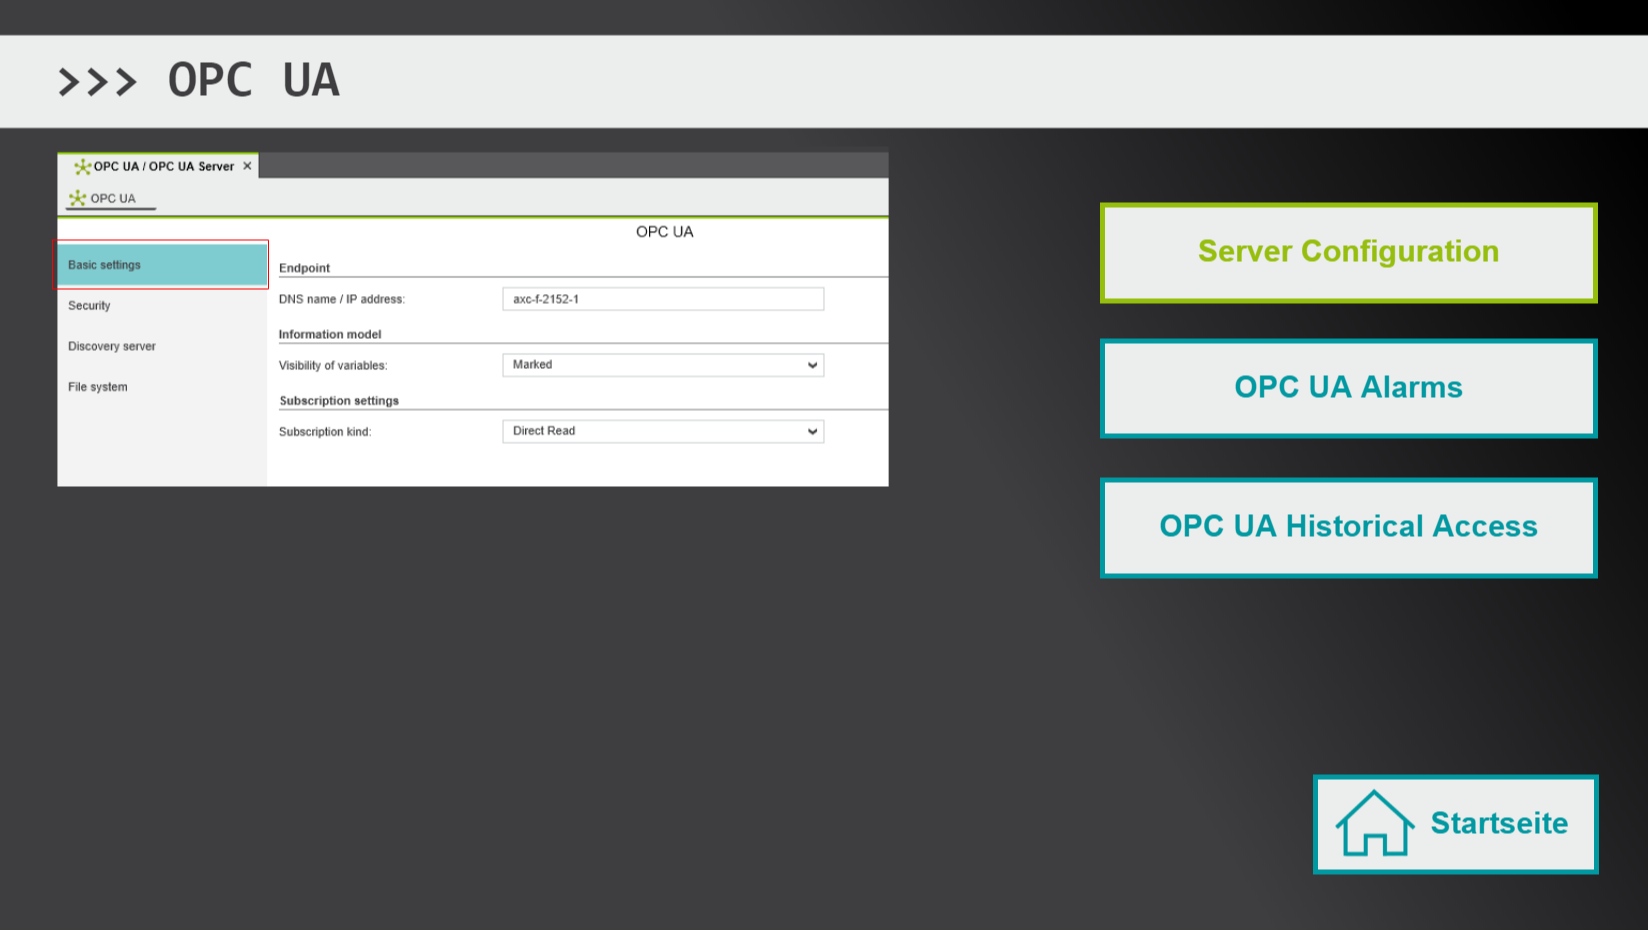 >>> OPC UA
OPC UA / OPC UA Server ×
OPC UA
OPC UA
Basic settings
Security
Discovery server
File system
Endpoint
DNS name / IP address: axc-f-2152-1
Information model
Visibility of variables: Marked
Subscription settings
Subscription kind: Direct Read
Server Configuration
OPC UA Alarms
OPC UA Historical Access
Startseite